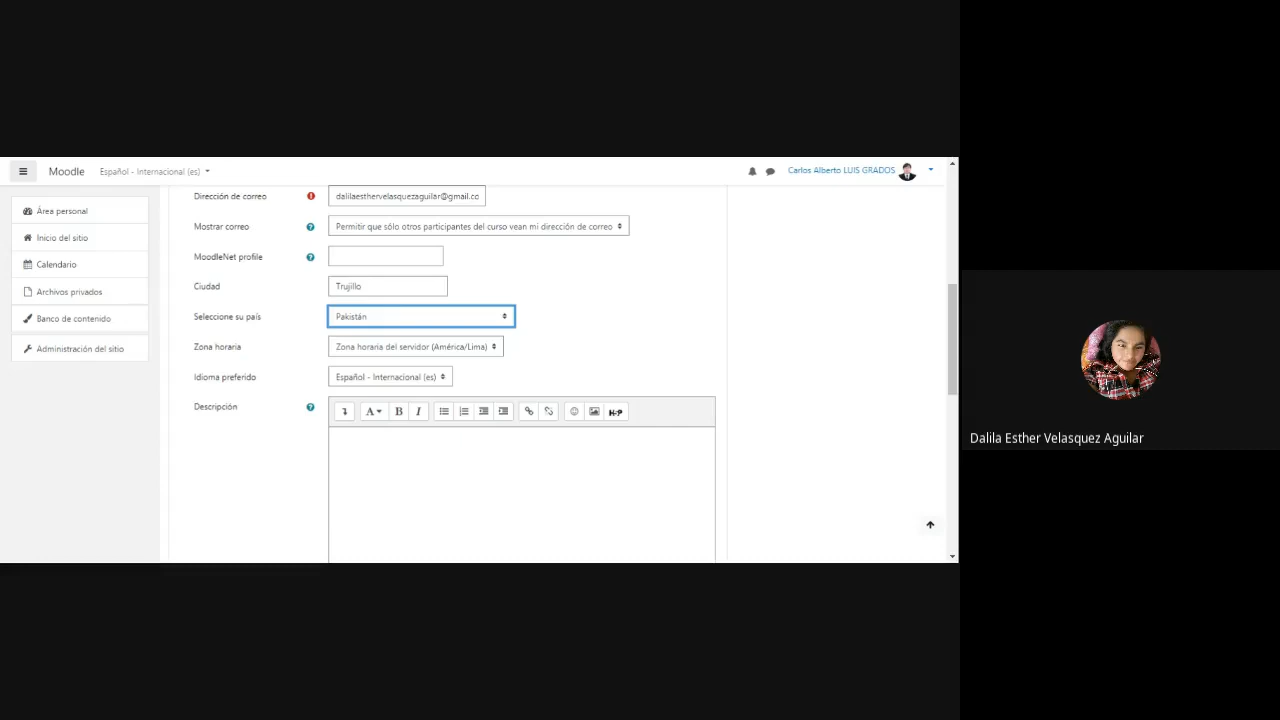 Moodle Español - Internacional (es) Carlos Alberto LUIS GRADOS
Área personal
Inicio del sitio
Calendario
Archivos privados
Banco de contenido
Administración del sitio
Dirección de correo dalilaesthervelasquezaguilar@gmail.co
Mostrar correo Permitir que sólo otros participantes del curso vean mi dirección de correo
MoodleNet profile
Ciudad Trujillo
Seleccione su país Pakistán
Zona horaria Zona horaria del servidor (América/Lima)
Idioma preferido Español - Internacional (es)
Descripción
A B I H-P
Dalila Esther Velasquez Aguilar